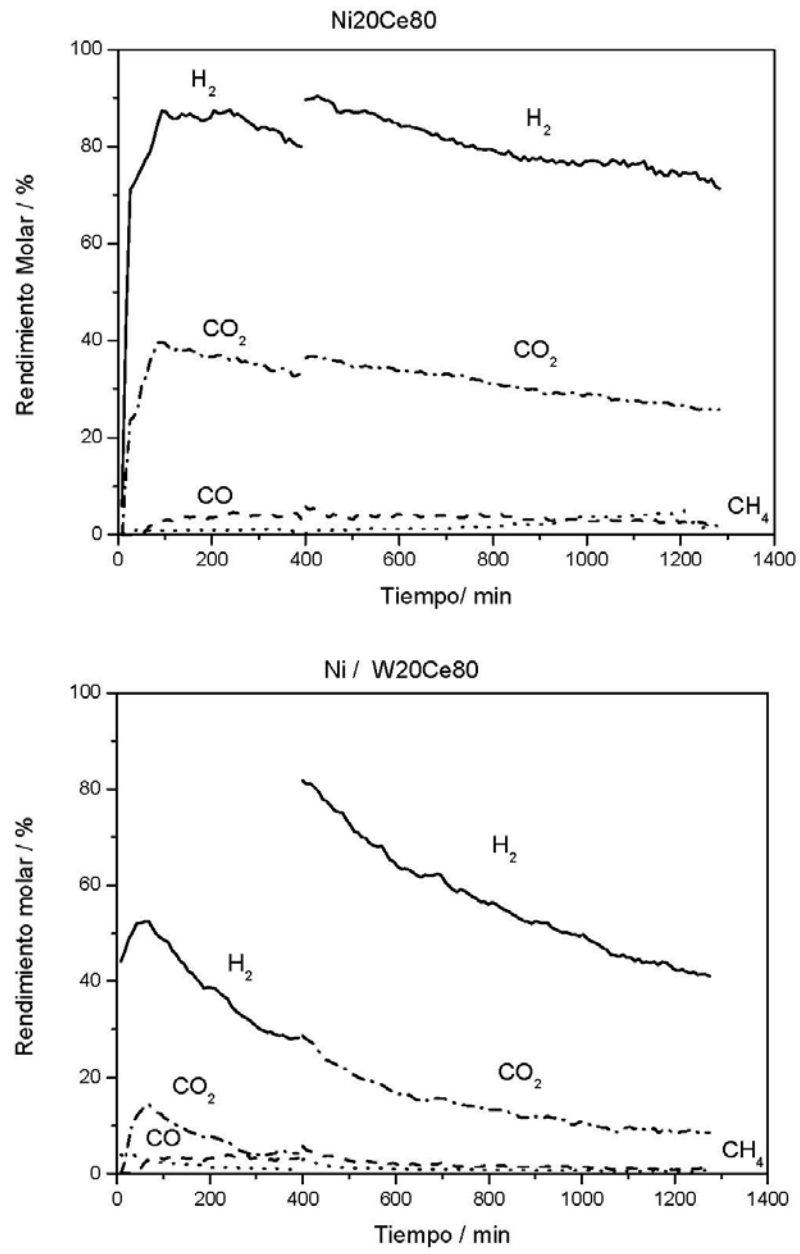 Ni20Ce80
100
80
60
40
20
0
Rendimiento Molar / %
H2
H2
CO2
CO2
CO
CH4
0 200 400 600 800 1000 1200 1400
Tiempo/ min
Ni / W20Ce80
100
80
60
40
20
0
Rendimiento molar / %
H2
H2
CO2
CO2
CO
CH4
0 200 400 600 800 1000 1200 1400
Tiempo / min